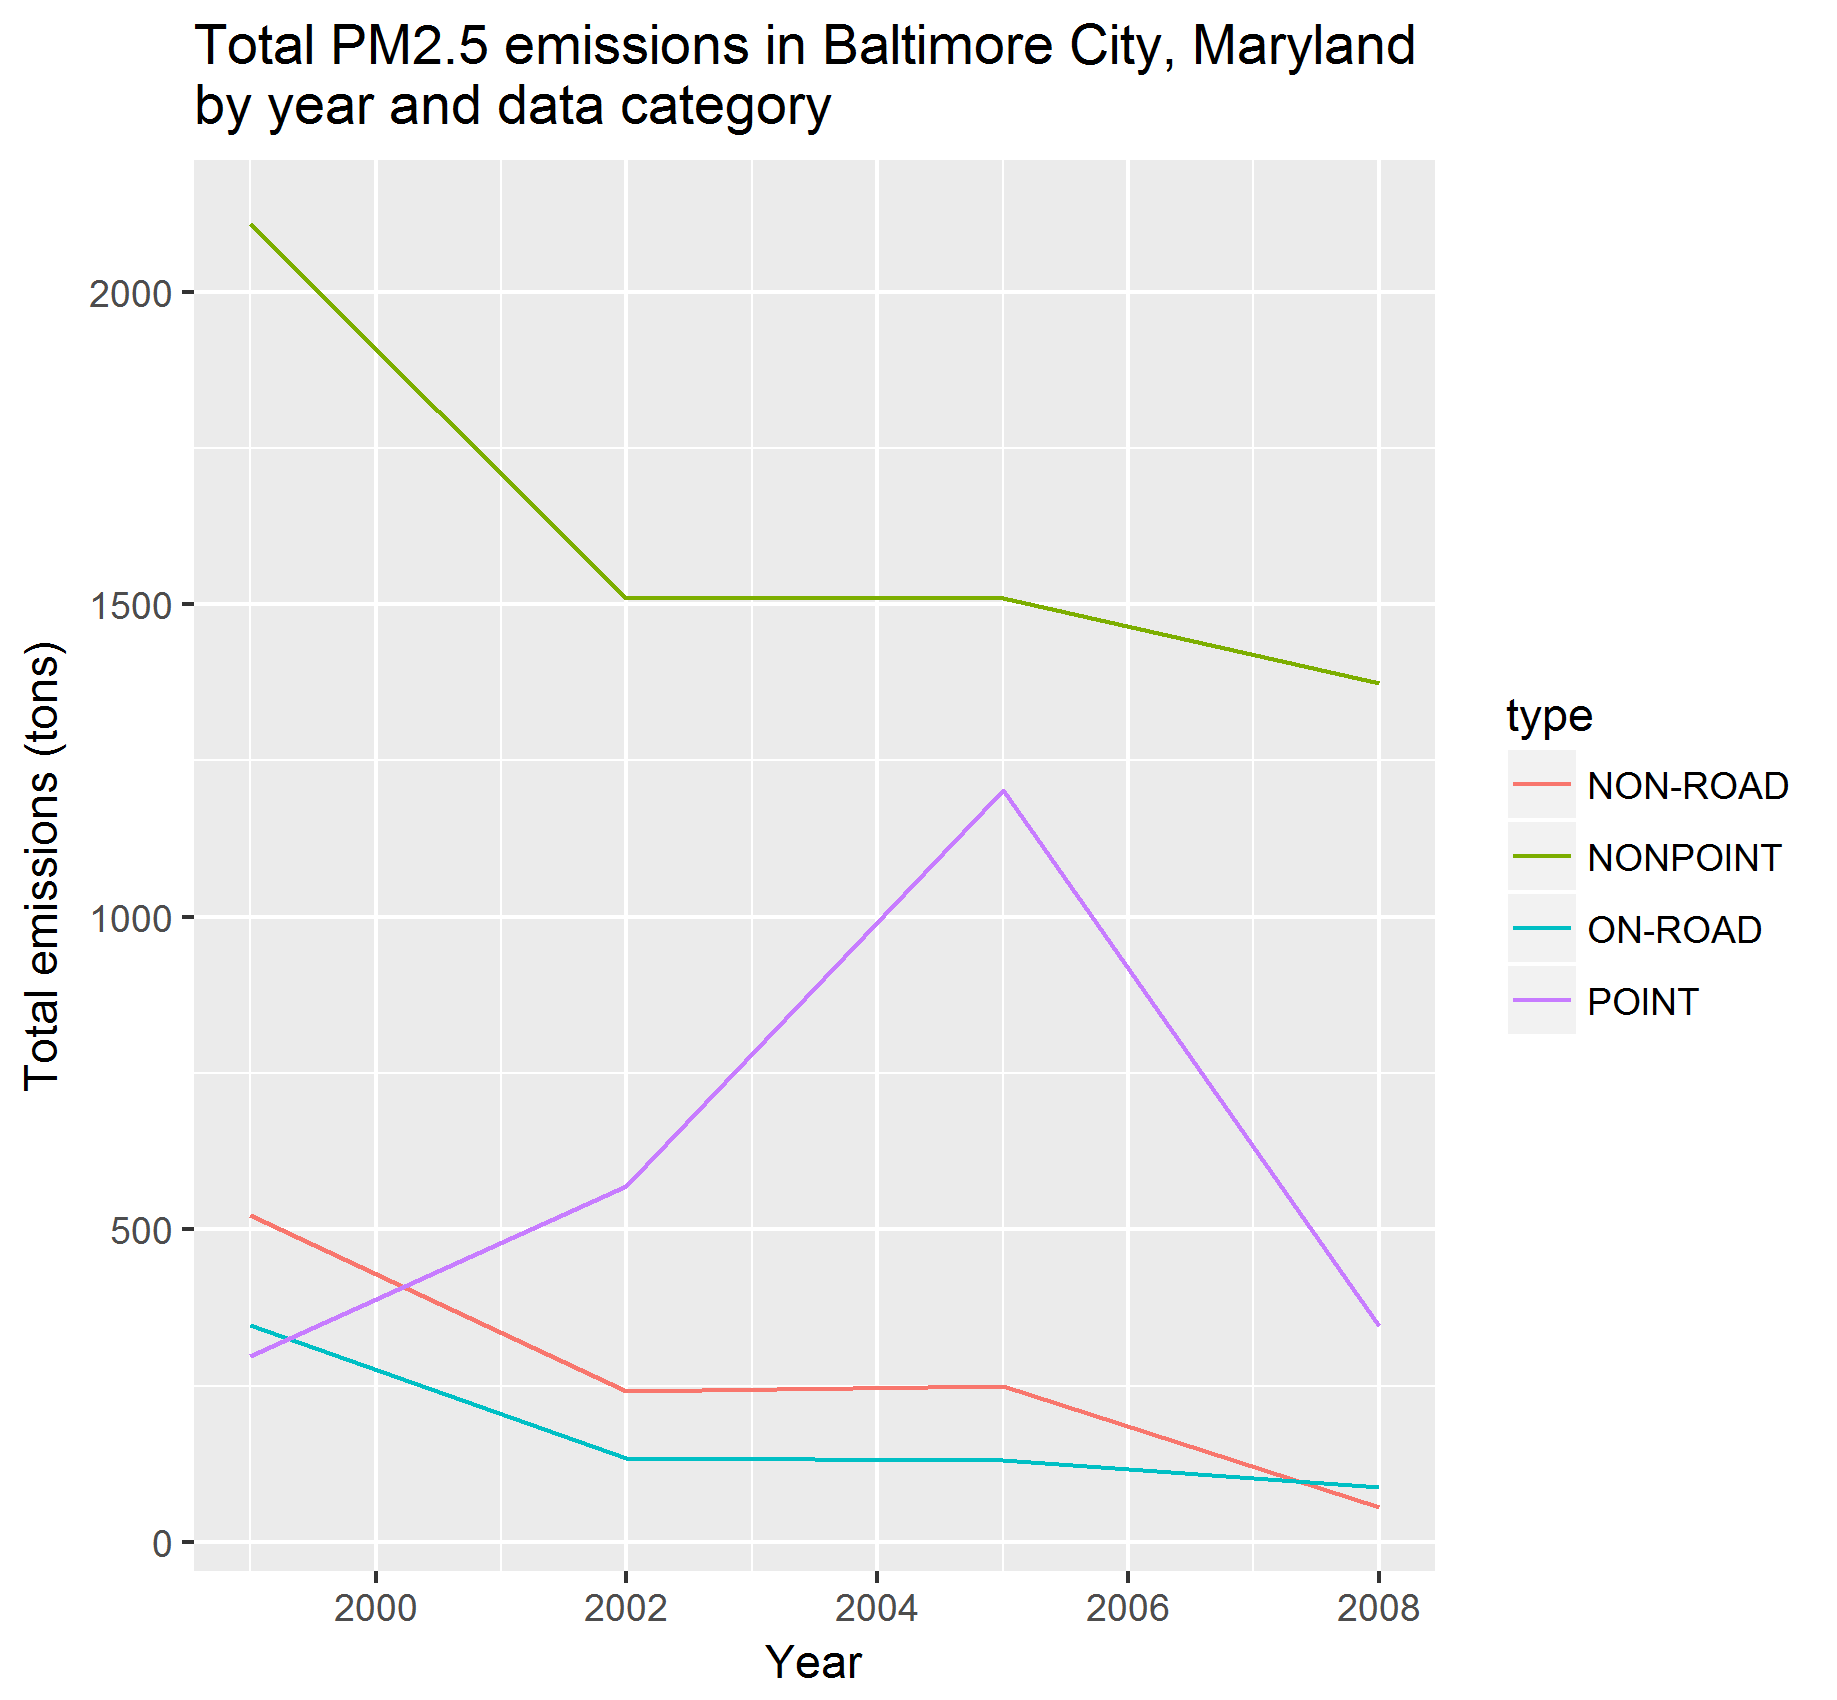 Total PM2.5 emissions in Baltimore City, Maryland
by year and data category
Total emissions (tons)
2000
1500
1000
500
0
2000 2002 2004 2006 2008
Year
type
NON-ROAD
NONPOINT
ON-ROAD
POINT